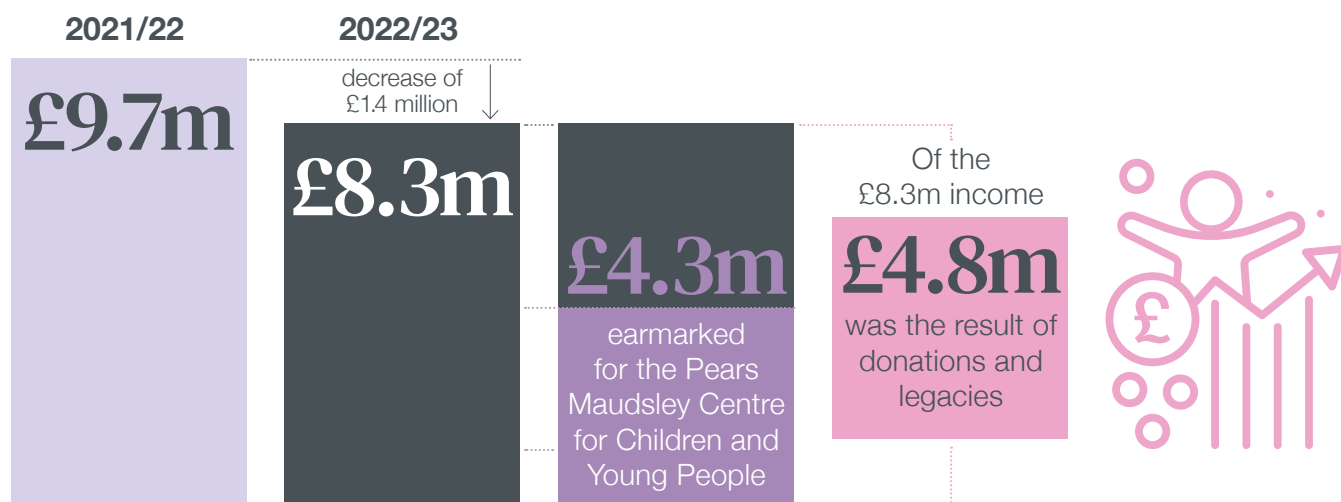 2021/22
£9.7m
2022/23
decrease of
£1.4 million
£8.3m
£4.3m
earmarked
for the Pears
Maudsley Centre
for Children and
Young People
Of the
£8.3m income
£4.8m
was the result of
donations and
legacies
£